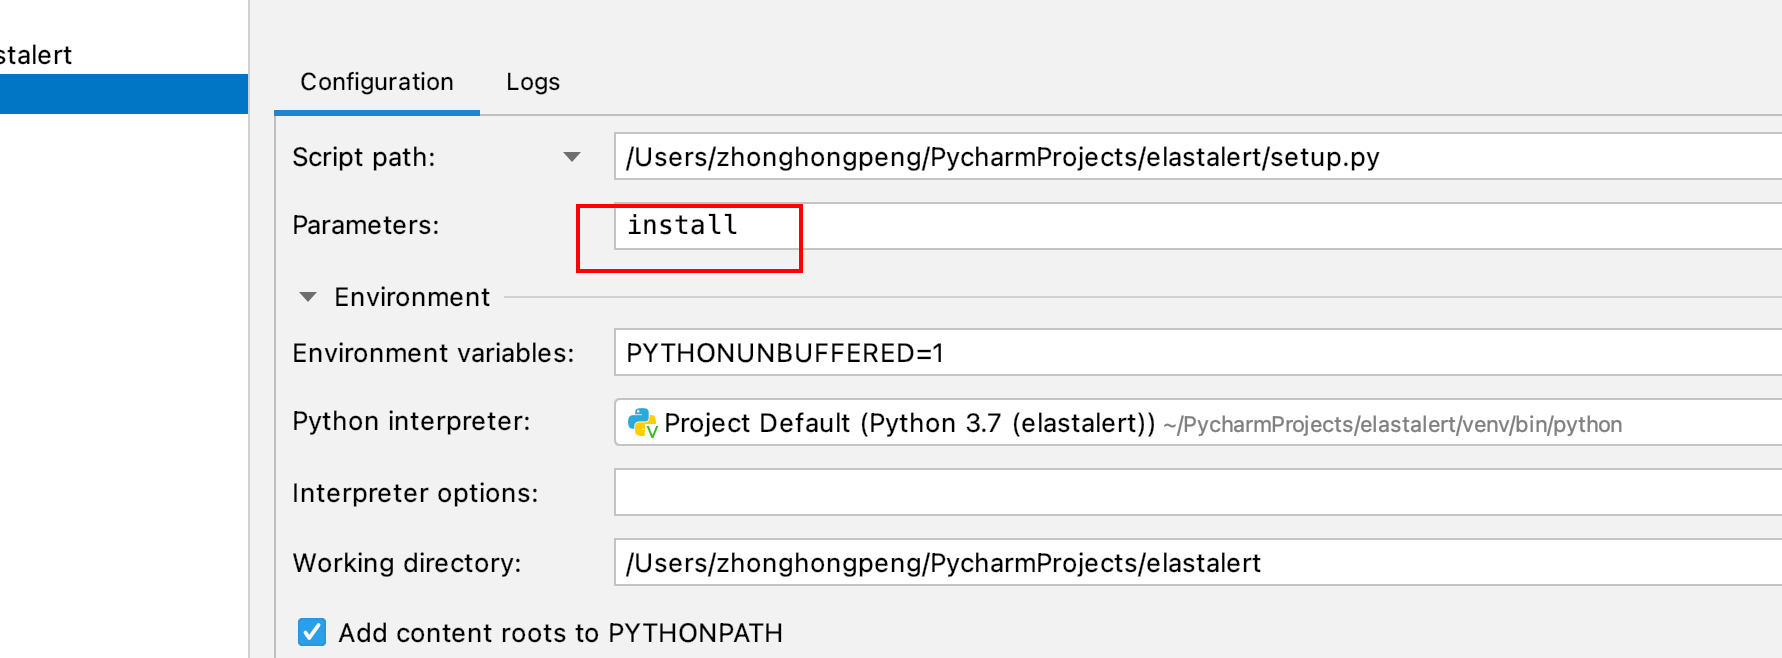 stalert
Configuration Logs
Script path: /Users/zhonghongpeng/PycharmProjects/elastalert/setup.py
Parameters: install
Environment
Environment variables: PYTHONUNBUFFERED=1
Python interpreter: Project Default (Python 3.7 (elastalert)) ~/PycharmProjects/elastalert/venv/bin/python
Interpreter options:
Working directory: /Users/zhonghongpeng/PycharmProjects/elastalert
Add content roots to PYTHONPATH